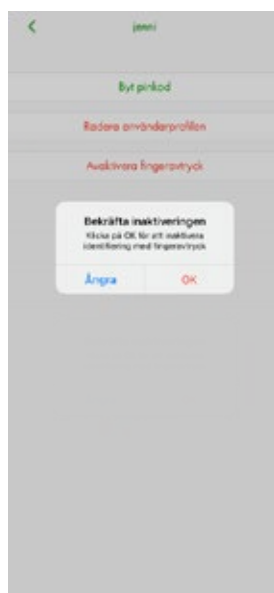 jenni
Byt pinkod
Radera användarprofilen
Avaktivera fingeravtryck
Bekräfta inaktiveringen
Klicka på OK för att inaktivera
identifiering med fingeravtryck
Ångra
OK